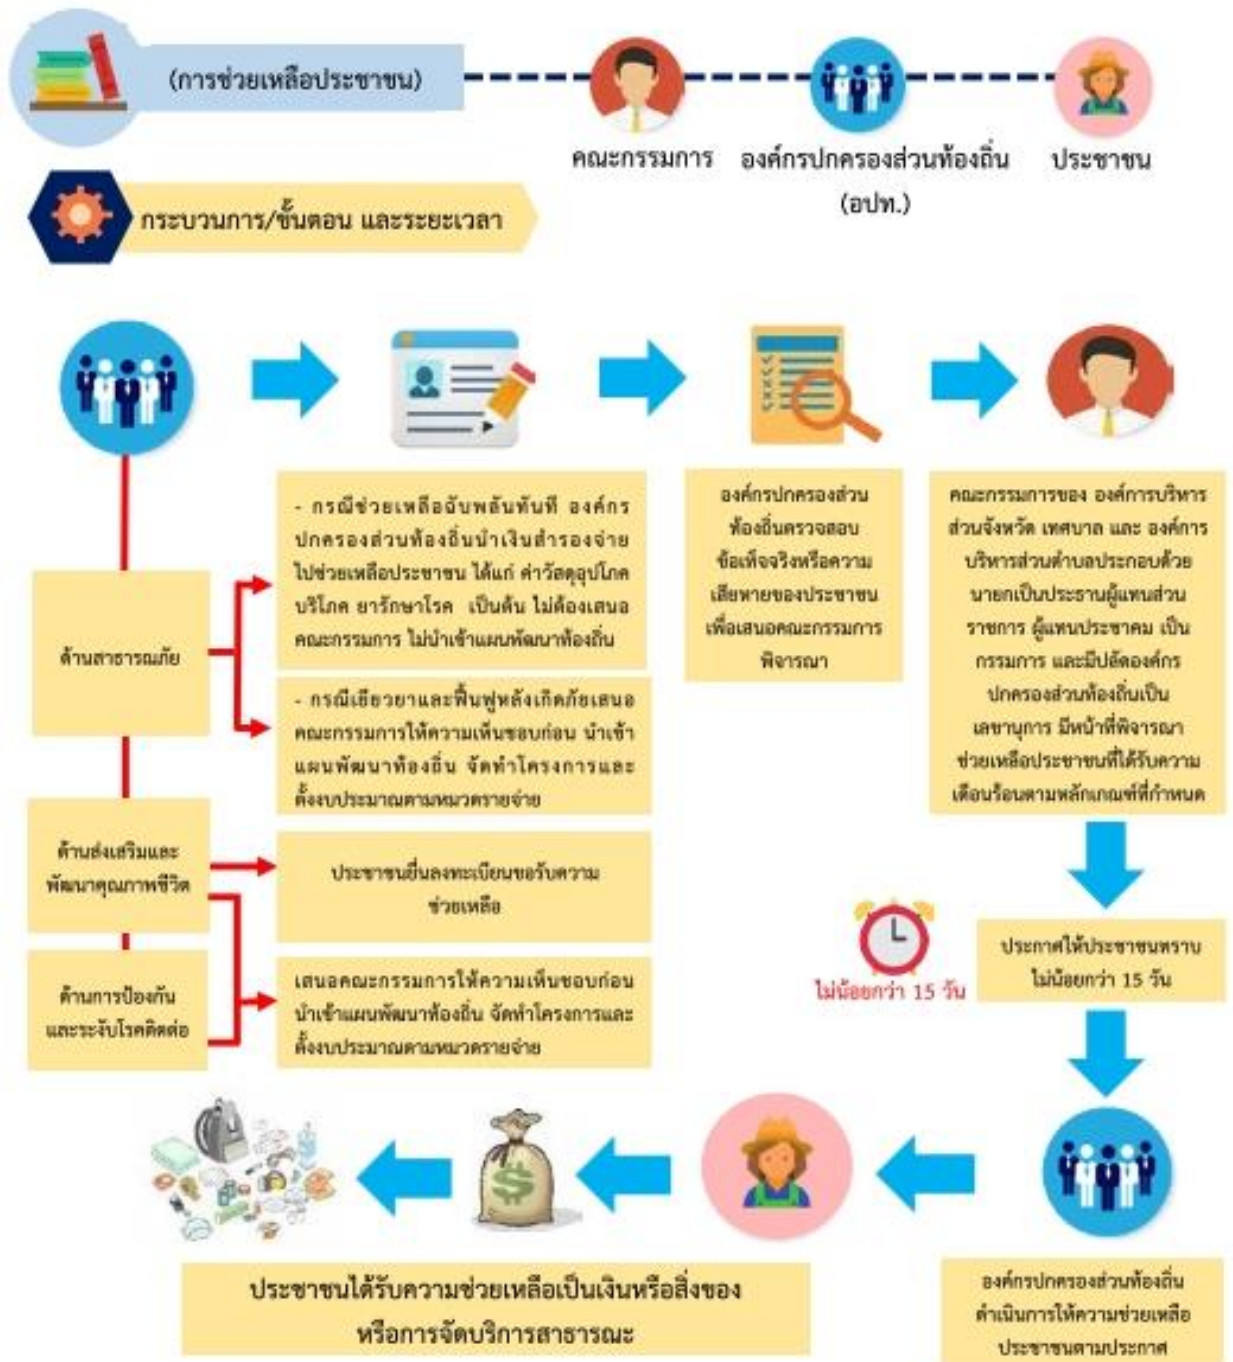 (การช่วยเหลือประชาชน)
คณะกรรมการ
องค์กรปกครองส่วนท้องถิ่น
(อปท.)
ประชาชน
กระบวนการ/ขั้นตอน และระยะเวลา
- กรณีช่วยเหลือฉับพลันทันที องค์กร
ปกครองส่วนท้องถิ่นนำเงินสำรองจ่าย
ไปช่วยเหลือประชาชน ได้แก่ ค่าวัสดุอุปโภค
บริโภค ยารักษาโรค เป็นต้น ไม่ต้องเสนอ
คณะกรรมการ ไม่นำเข้าแผนพัฒนาท้องถิ่น
องค์กรปกครองส่วน
ท้องถิ่นตรวจสอบ
ข้อเท็จจริงหรือความ
เสียหายของประชาชน
เพื่อเสนอคณะกรรมการ
พิจารณา
คณะกรรมการของ องค์การบริหาร
ส่วนจังหวัด เทศบาล และ องค์การ
บริหารส่วนตำบลประกอบด้วย
นายกเป็นประธานผู้แทนส่วน
ราชการ ผู้แทนประชาคม เป็น
กรรมการ และมีปลัดองค์กร
ปกครองส่วนท้องถิ่นเป็น
เลขานุการ มีหน้าที่พิจารณา
ช่วยเหลือประชาชนที่ได้รับความ
เดือนร้อนตามหลักเกณฑ์ที่กำหนด
ด้านสาธารณภัย
- กรณีเยียวยาและฟื้นฟูหลังเกิดภัยเสนอ
คณะกรรมการให้ความเห็นชอบก่อน นำเข้า
แผนพัฒนาท้องถิ่น จัดทำโครงการและ
ตั้งงบประมาณตามหมวดรายจ่าย
ด้านส่งเสริมและ
พัฒนาคุณภาพชีวิต
ประชาชนยื่นลงทะเบียนขอรับความ
ช่วยเหลือ
ด้านการป้องกัน
และระงับโรคติดต่อ
เสนอคณะกรรมการให้ความเห็นชอบก่อน
นำเข้าแผนพัฒนาท้องถิ่น จัดทำโครงการและ
ตั้งงบประมาณตามหมวดรายจ่าย
ไม่น้อยกว่า 15 วัน
ประกาศให้ประชาชนทราบ
ไม่น้อยกว่า 15 วัน
องค์กรปกครองส่วนท้องถิ่น
ดำเนินการให้ความช่วยเหลือ
ประชาชนตามประกาศ
ประชาชนได้รับความช่วยเหลือเป็นเงินหรือสิ่งของ
หรือการจัดบริการสาธารณะ